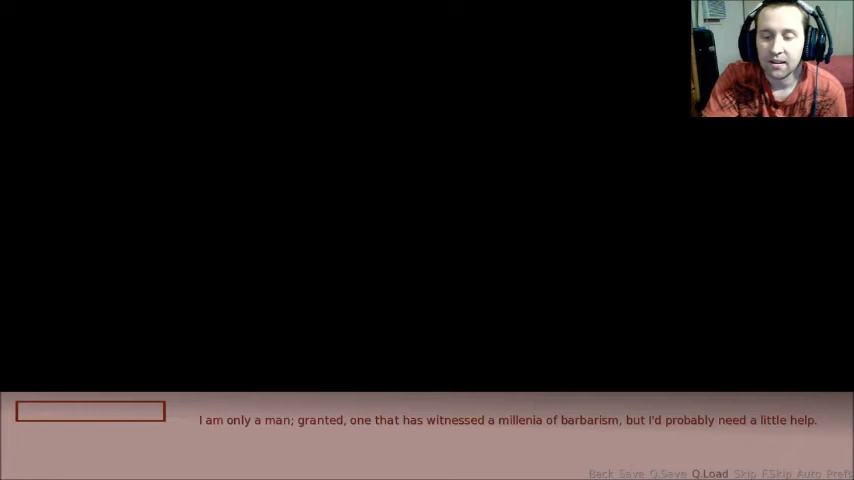 I am only a man; granted, one that has witnessed a millenia of barbarism, but I'd probably need a little help.
Back Save Q.Save Q.Load Skip F.Skip Auto Prefs